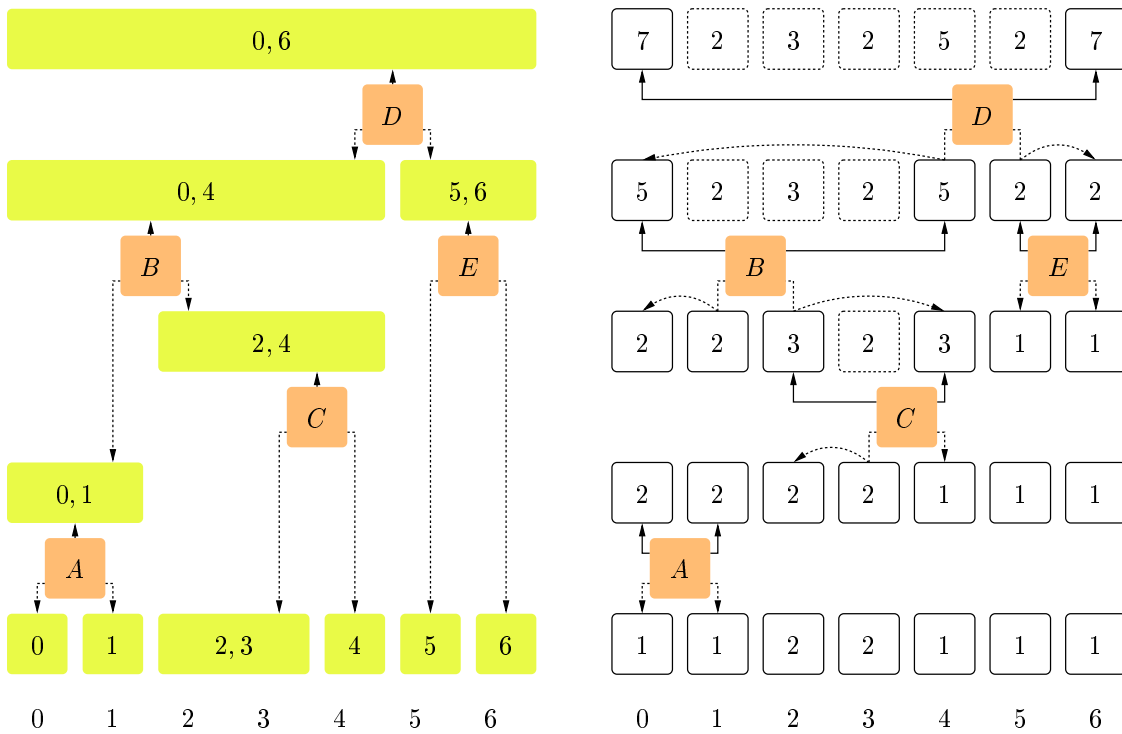 0, 6 7 2 3 2 5 2 7
D D
0, 4 5, 6 5 2 3 2 5 2 2
B E B E
2, 4 2 2 3 2 3 1 1
C C
0, 1 2 2 2 2 1 1 1
A A
0 1 2, 3 4 5 6 1 1 2 2 1 1 1
0 1 2 3 4 5 6 0 1 2 3 4 5 6